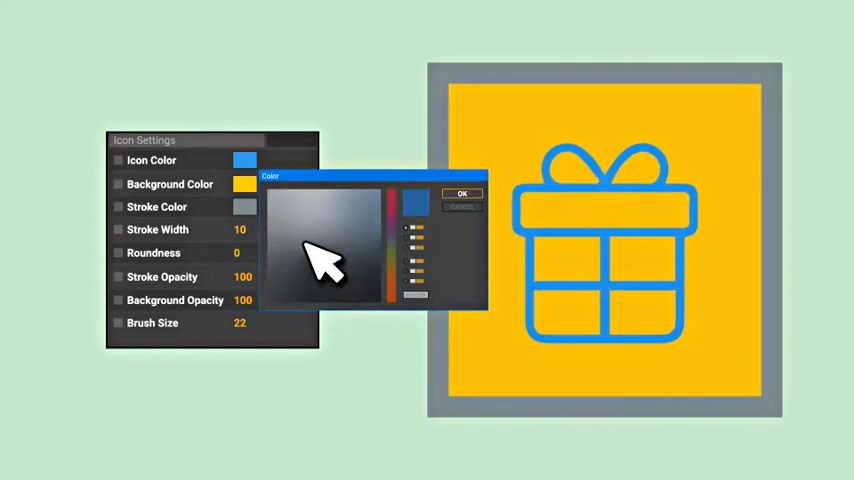 Icon Settings
Icon Color
Background Color
Stroke Color
Stroke Width 10
Roundness 0
Stroke Opacity 100
Background Opacity 100
Brush Size 22
Color
OK
CANCEL